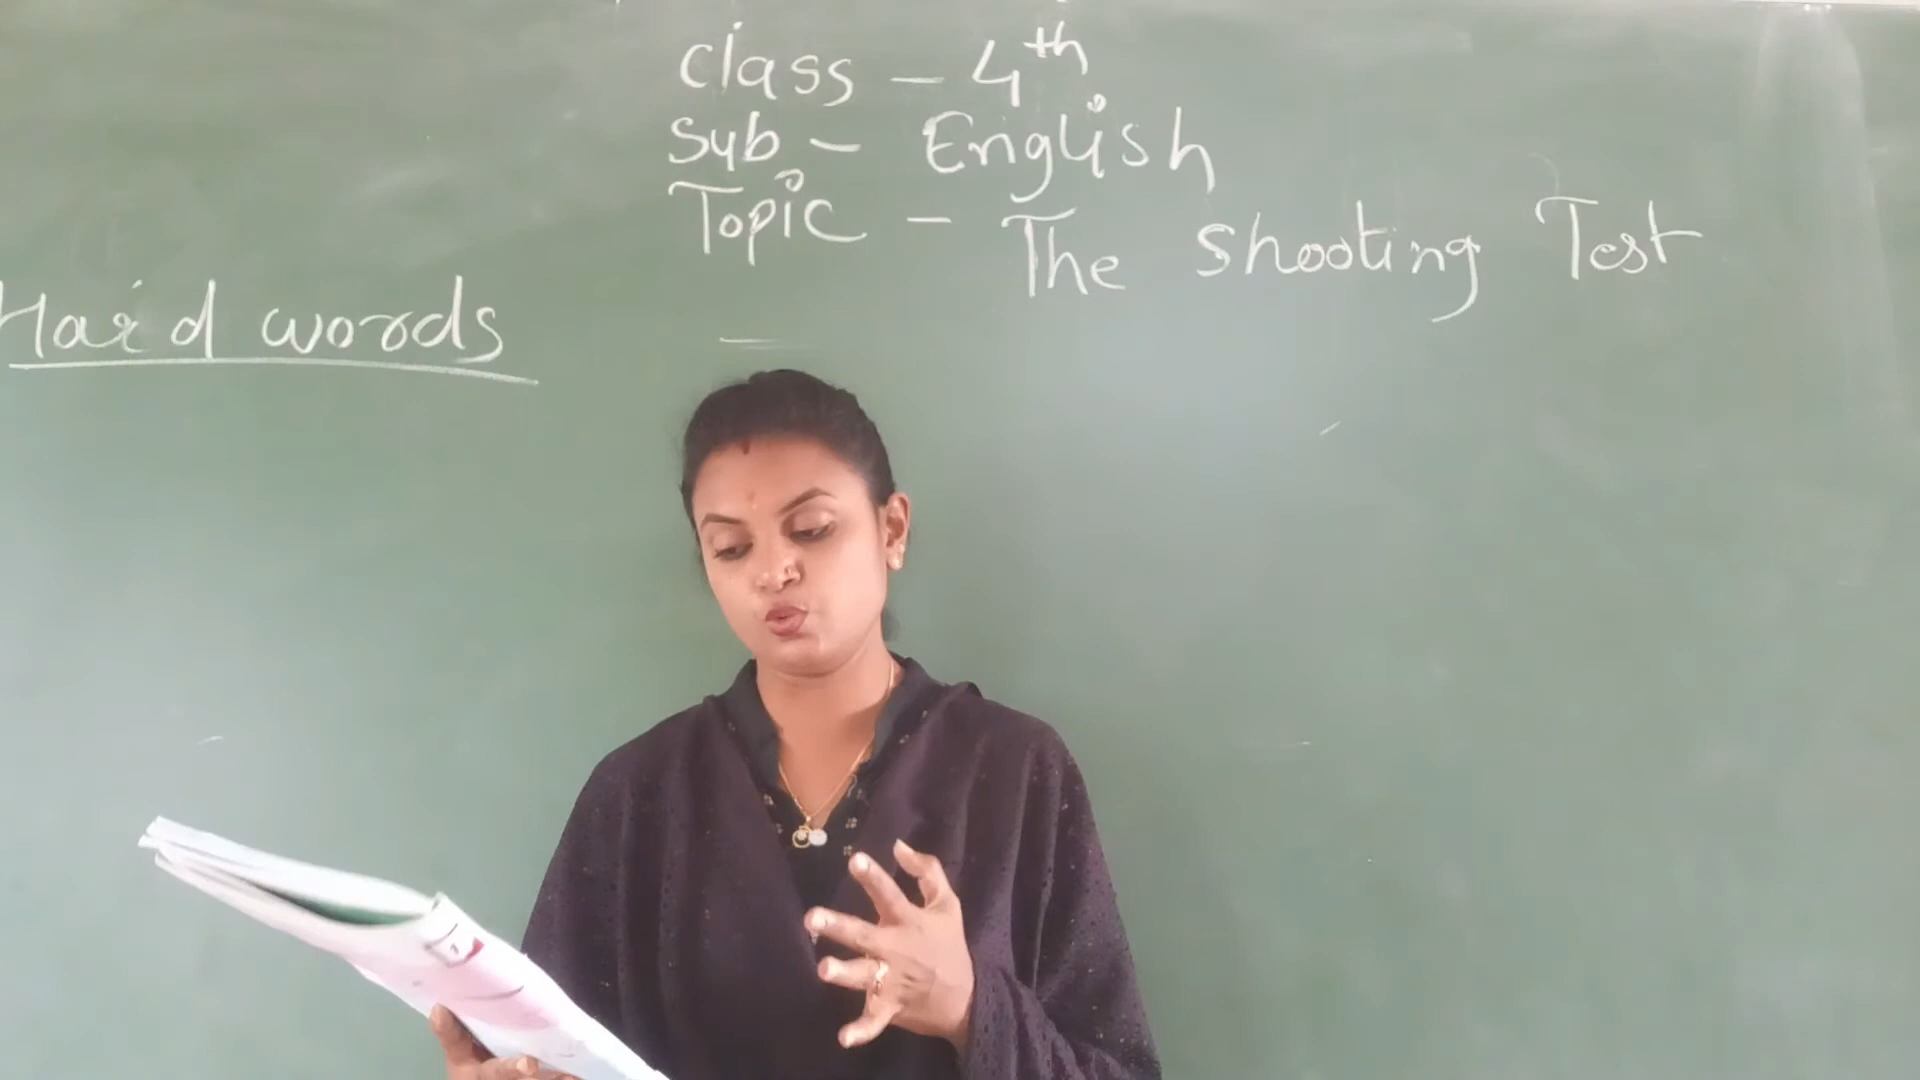 Class - 4th
Sub - English
Topic - The Shooting Test
Hard words